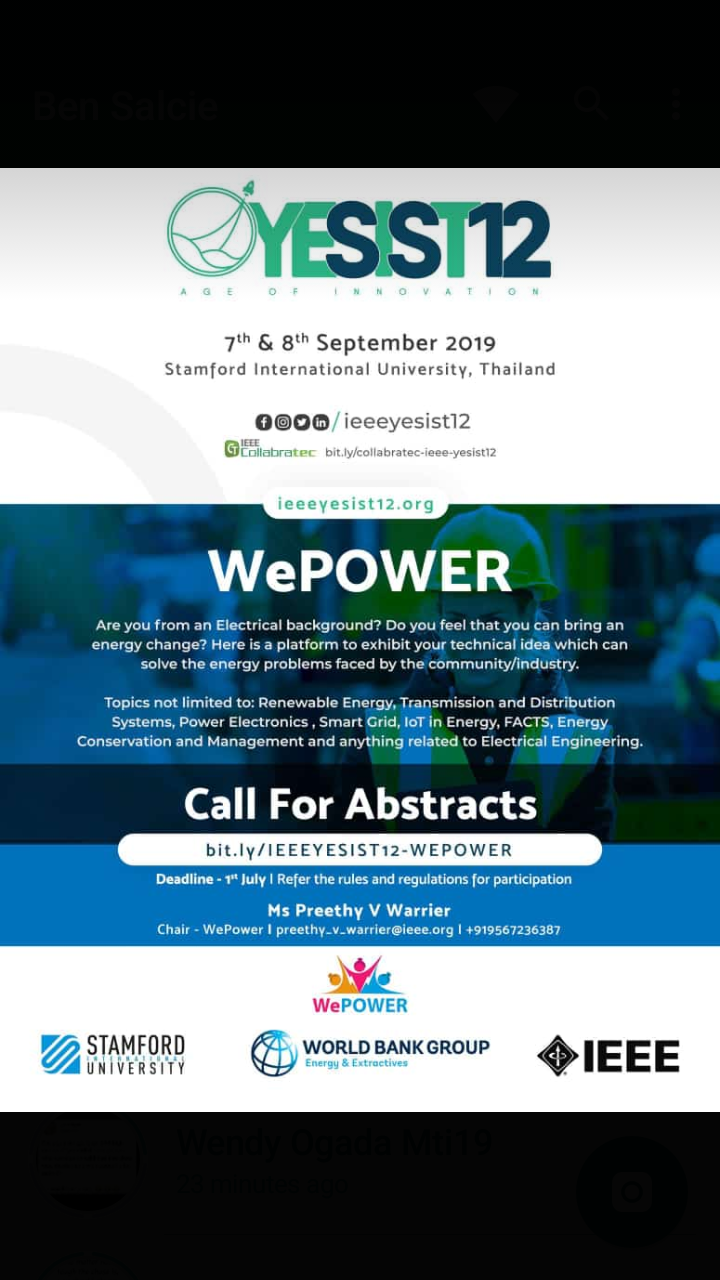 Ben Salcie
YESIST12
AGE OF INNOVATION
7th & 8th September 2019
Stamford International University, Thailand
/ieeeyesist12
IEEE
Collabratec bit.ly/collabratec-ieee-yesist12
ieeeyesist12.org
WePOWER
Are you from an Electrical background? Do you feel that you can bring an
energy change? Here is a platform to exhibit your technical idea which can
solve the energy problems faced by the community/industry.
Topics not limited to: Renewable Energy, Transmission and Distribution
Systems, Power Electronics , Smart Grid, IoT in Energy, FACTS, Energy
Conservation and Management and anything related to Electrical Engineering.
Call For Abstracts
bit.ly/IEEEYESIST12-WEPOWER
Deadline - 1st July | Refer the rules and regulations for participation
Ms Preethy V Warrier
Chair - WePower | preethy_v_warrier@ieee.org | +919567236387
WePOWER
STAMFORD
INTERNATIONAL
UNIVERSITY
WORLD BANK GROUP
Energy & Extractives
IEEE
Wendy Ogada Mti19
23 minutes ago